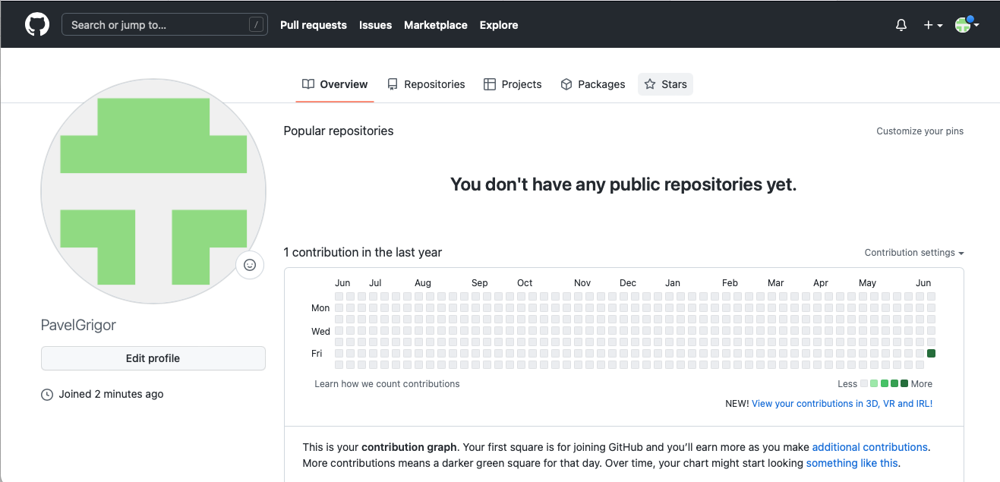 Search or jump to… / Pull requests Issues Marketplace Explore
Overview Repositories Projects Packages Stars
Popular repositories Customize your pins
You don't have any public repositories yet.
1 contribution in the last year Contribution settings
Jun Jul Aug Sep Oct Nov Dec Jan Feb Mar Apr May Jun
Mon
Wed
Fri
Learn how we count contributions Less More
NEW! View your contributions in 3D, VR and IRL!
This is your contribution graph. Your first square is for joining GitHub and you’ll earn more as you make additional contributions.
More contributions means a darker green square for that day. Over time, your chart might start looking something like this.
PavelGrigor
Edit profile
Joined 2 minutes ago